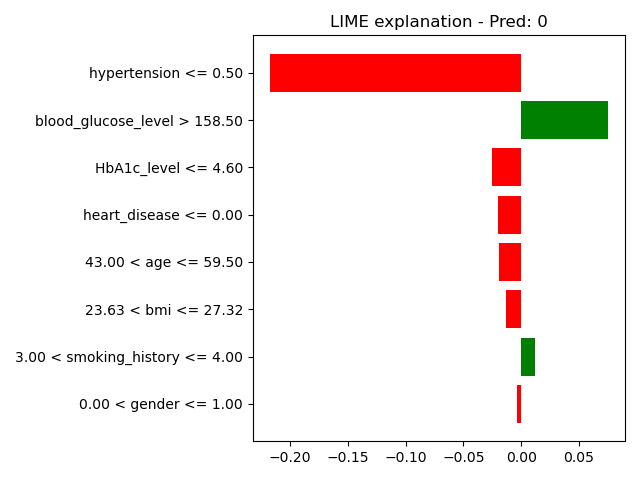 LIME explanation - Pred: 0
hypertension <= 0.50
blood_glucose_level > 158.50
HbA1c_level <= 4.60
heart_disease <= 0.00
43.00 < age <= 59.50
23.63 < bmi <= 27.32
3.00 < smoking_history <= 4.00
0.00 < gender <= 1.00
−0.20 −0.15 −0.10 −0.05 0.00 0.05